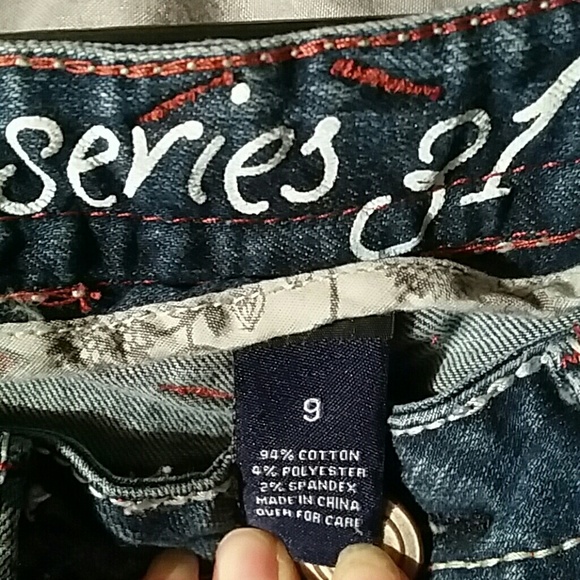 series 31
9
94% COTTON
4% POLYESTER
2% SPANDEX
MADE IN CHINA
OVER FOR CARE